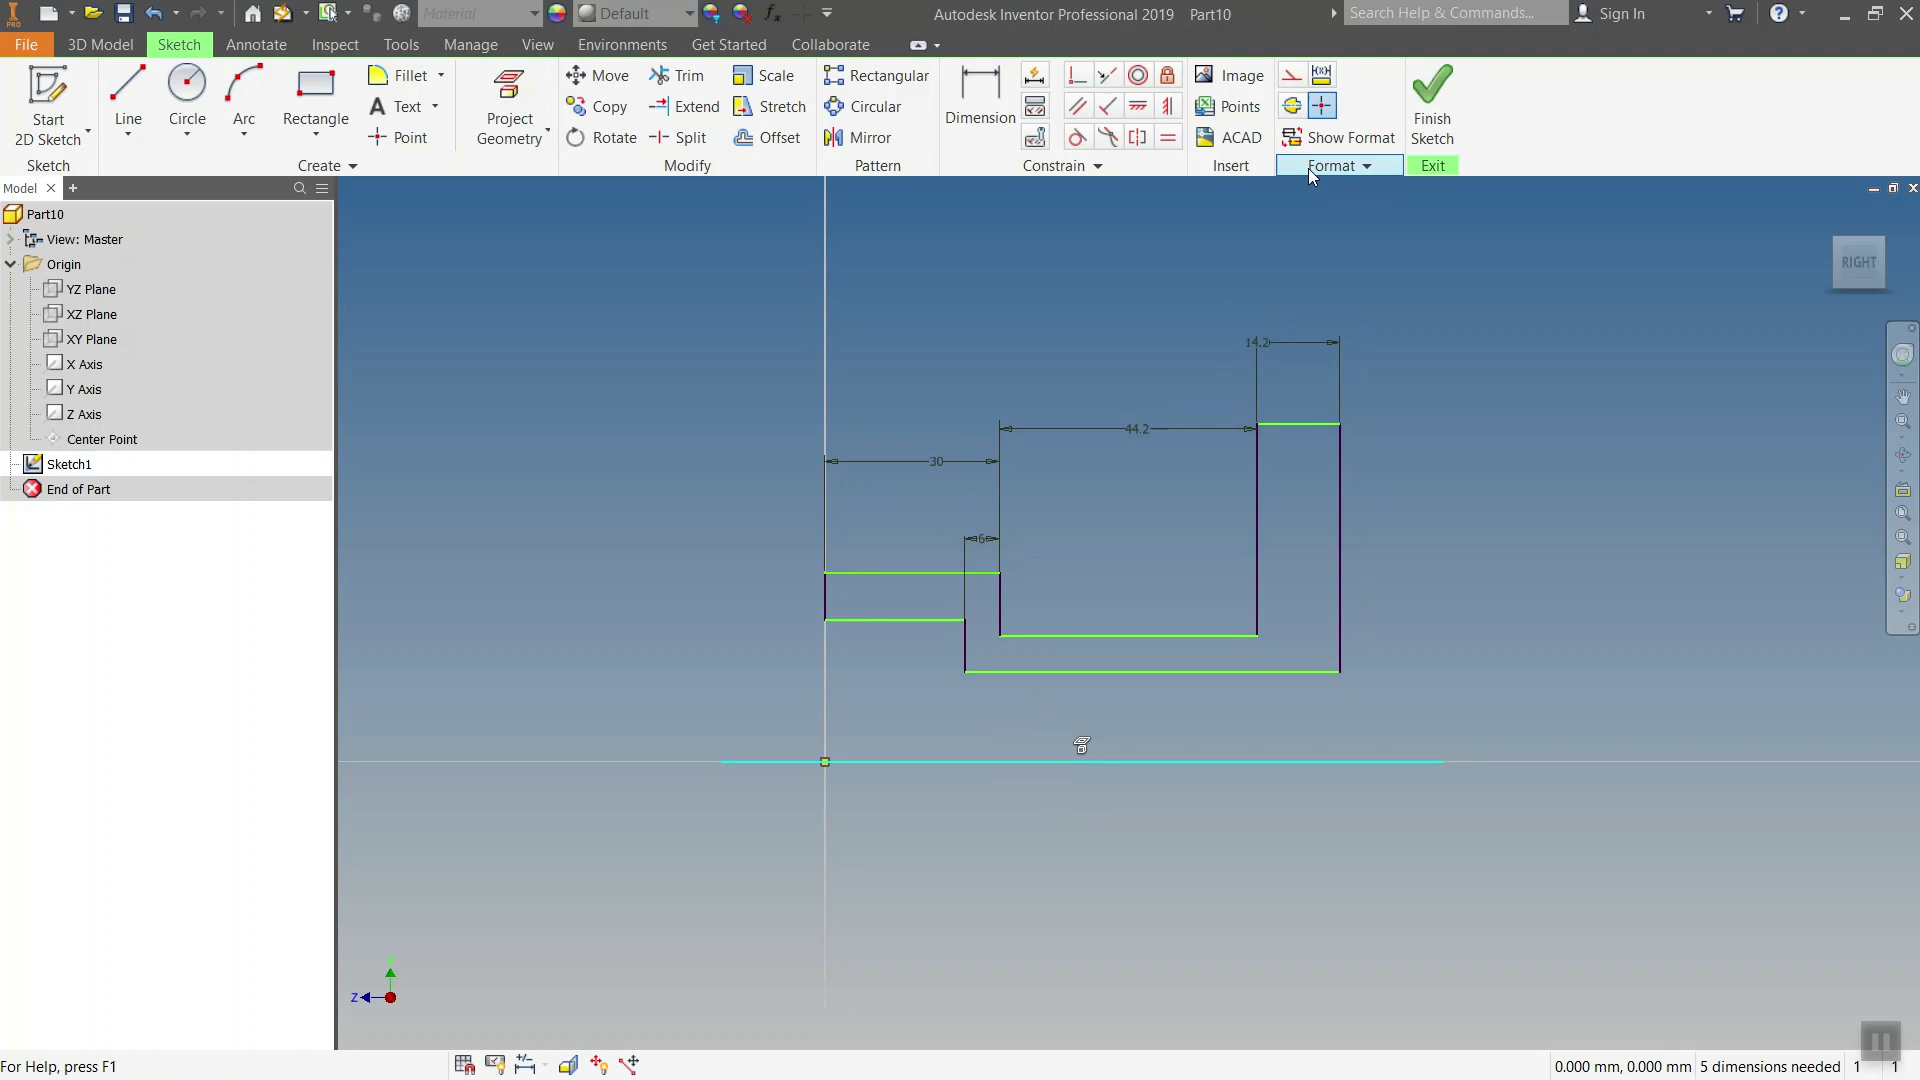 PRO
Material
Default
fx
Autodesk Inventor Professional 2019 Part10
Search Help & Commands...
Sign In
File
3D Model
Sketch
Annotate
Inspect
Tools
Manage
View
Environments
Get Started
Collaborate
Start
2D Sketch
Line
Circle
Arc
Rectangle
Fillet
Text
Point
Project
Geometry
Move
Copy
Rotate
Trim
Extend
Split
Scale
Stretch
Offset
Rectangular
Circular
Mirror
Dimension
Image
Points
ACAD
Show Format
Finish
Sketch
Sketch
Create
Modify
Pattern
Constrain
Insert
Format
Exit
Model
Part10
View: Master
Origin
YZ Plane
XZ Plane
XY Plane
X Axis
Y Axis
Z Axis
Center Point
Sketch1
End of Part
RIGHT
14.2
44.2
30
6
Z
For Help, press F1
0.000 mm, 0.000 mm
5 dimensions needed
1
1